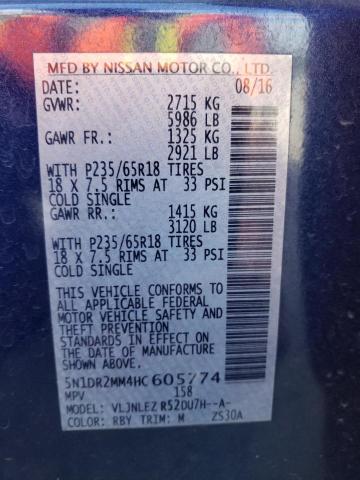 MFD BY NISSAN MOTOR CO., LTD.
DATE: 08/16
GVWR: 2715 KG
5986 LB
GAWR FR.: 1325 KG
2921 LB
WITH P235/65R18 TIRES
18 X 7.5 RIMS AT 33 PSI
COLD SINGLE
GAWR RR.: 1415 KG
3120 LB
WITH P235/65R18 TIRES
18 X 7.5 RIMS AT 33 PSI
COLD SINGLE
THIS VEHICLE CONFORMS TO
ALL APPLICABLE FEDERAL
MOTOR VEHICLE SAFETY AND
THEFT PREVENTION
STANDARDS IN EFFECT ON
THE DATE OF MANUFACTURE
SHOWN ABOVE.
5N1DR2MM4HC605774
MPV 158
MODEL: VLJNLEZ R52DU7H--A-
COLOR: RBY TRIM: M ZS30A